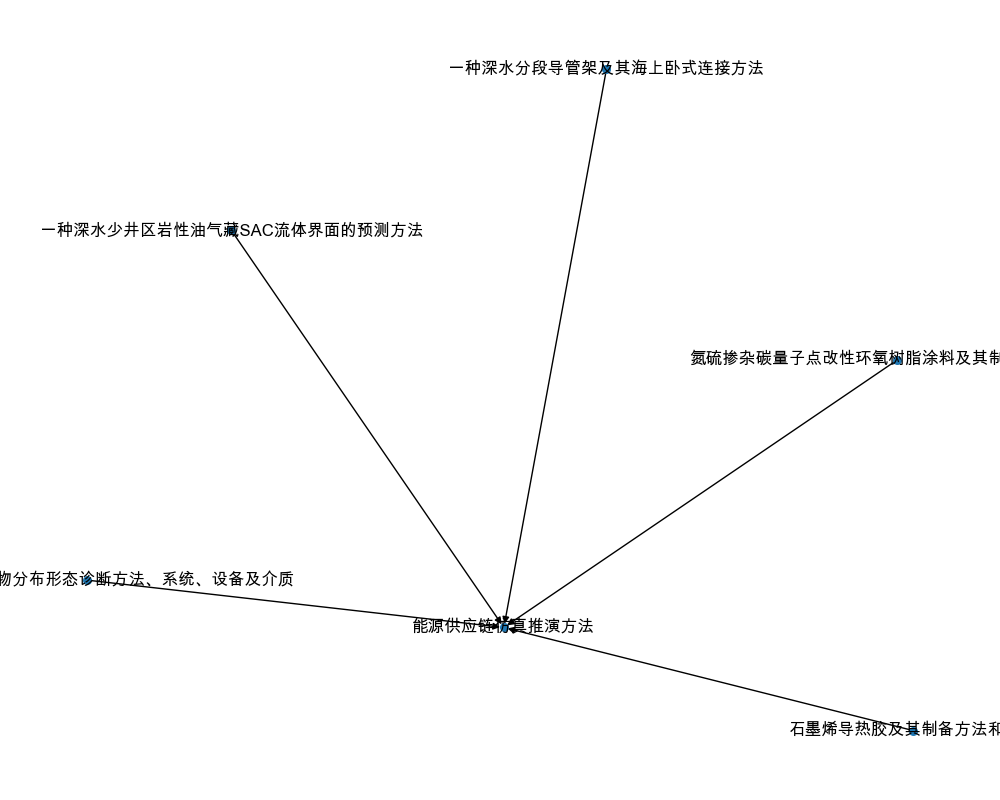 一种深水分段导管架及其海上卧式连接方法
一种深水少井区岩性油气藏SAC流体界面的预测方法
氮硫掺杂碳量子点改性环氧树脂涂料及其制
物分布形态诊断方法、系统、设备及介质
能源供应链仿真推演方法
石墨烯导热胶及其制备方法和